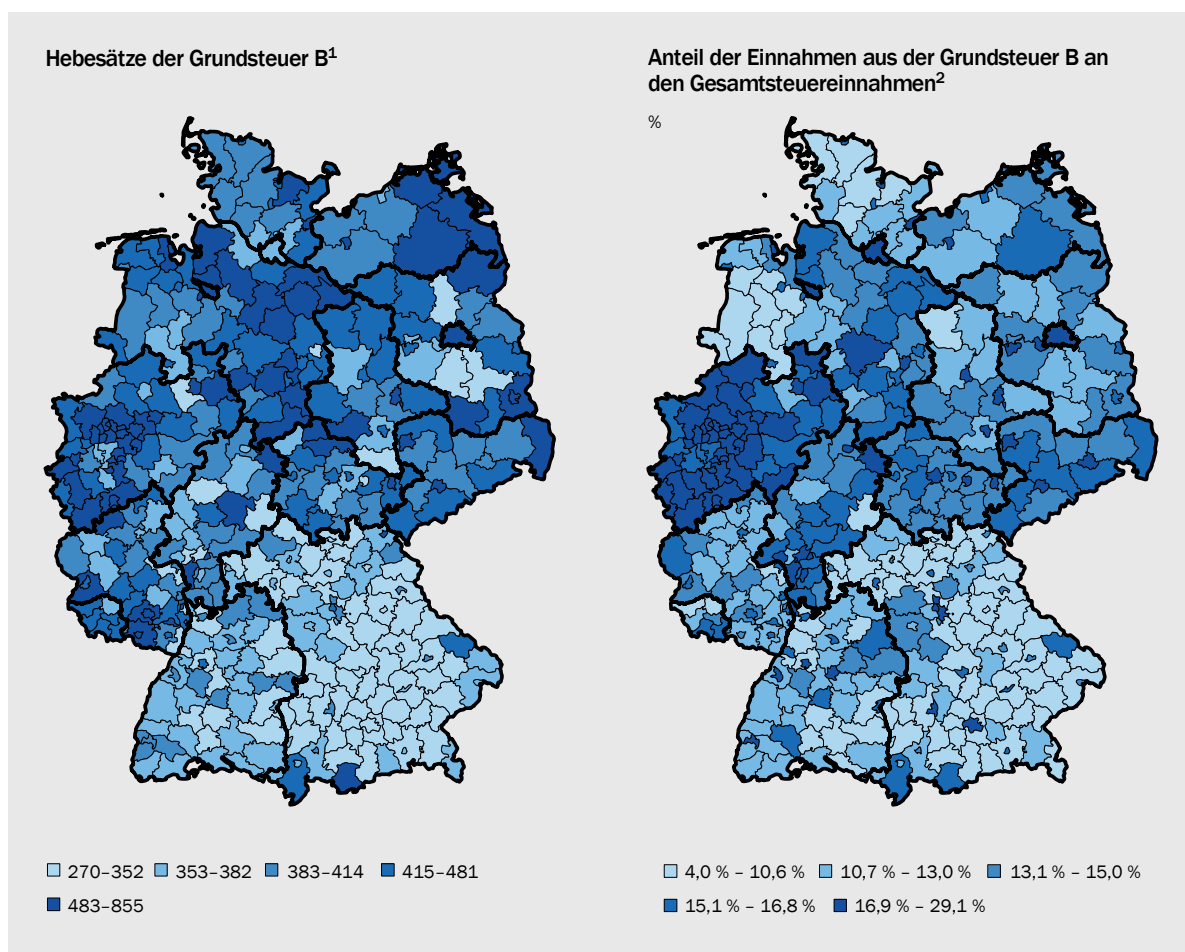 Hebesätze der Grundsteuer B¹
Anteil der Einnahmen aus der Grundsteuer B an
den Gesamtsteuereinnahmen²
%
270–352 353–382 383–414 415–481
483–855
4,0 % – 10,6 % 10,7 % – 13,0 % 13,1 % – 15,0 %
15,1 % – 16,8 % 16,9 % – 29,1 %